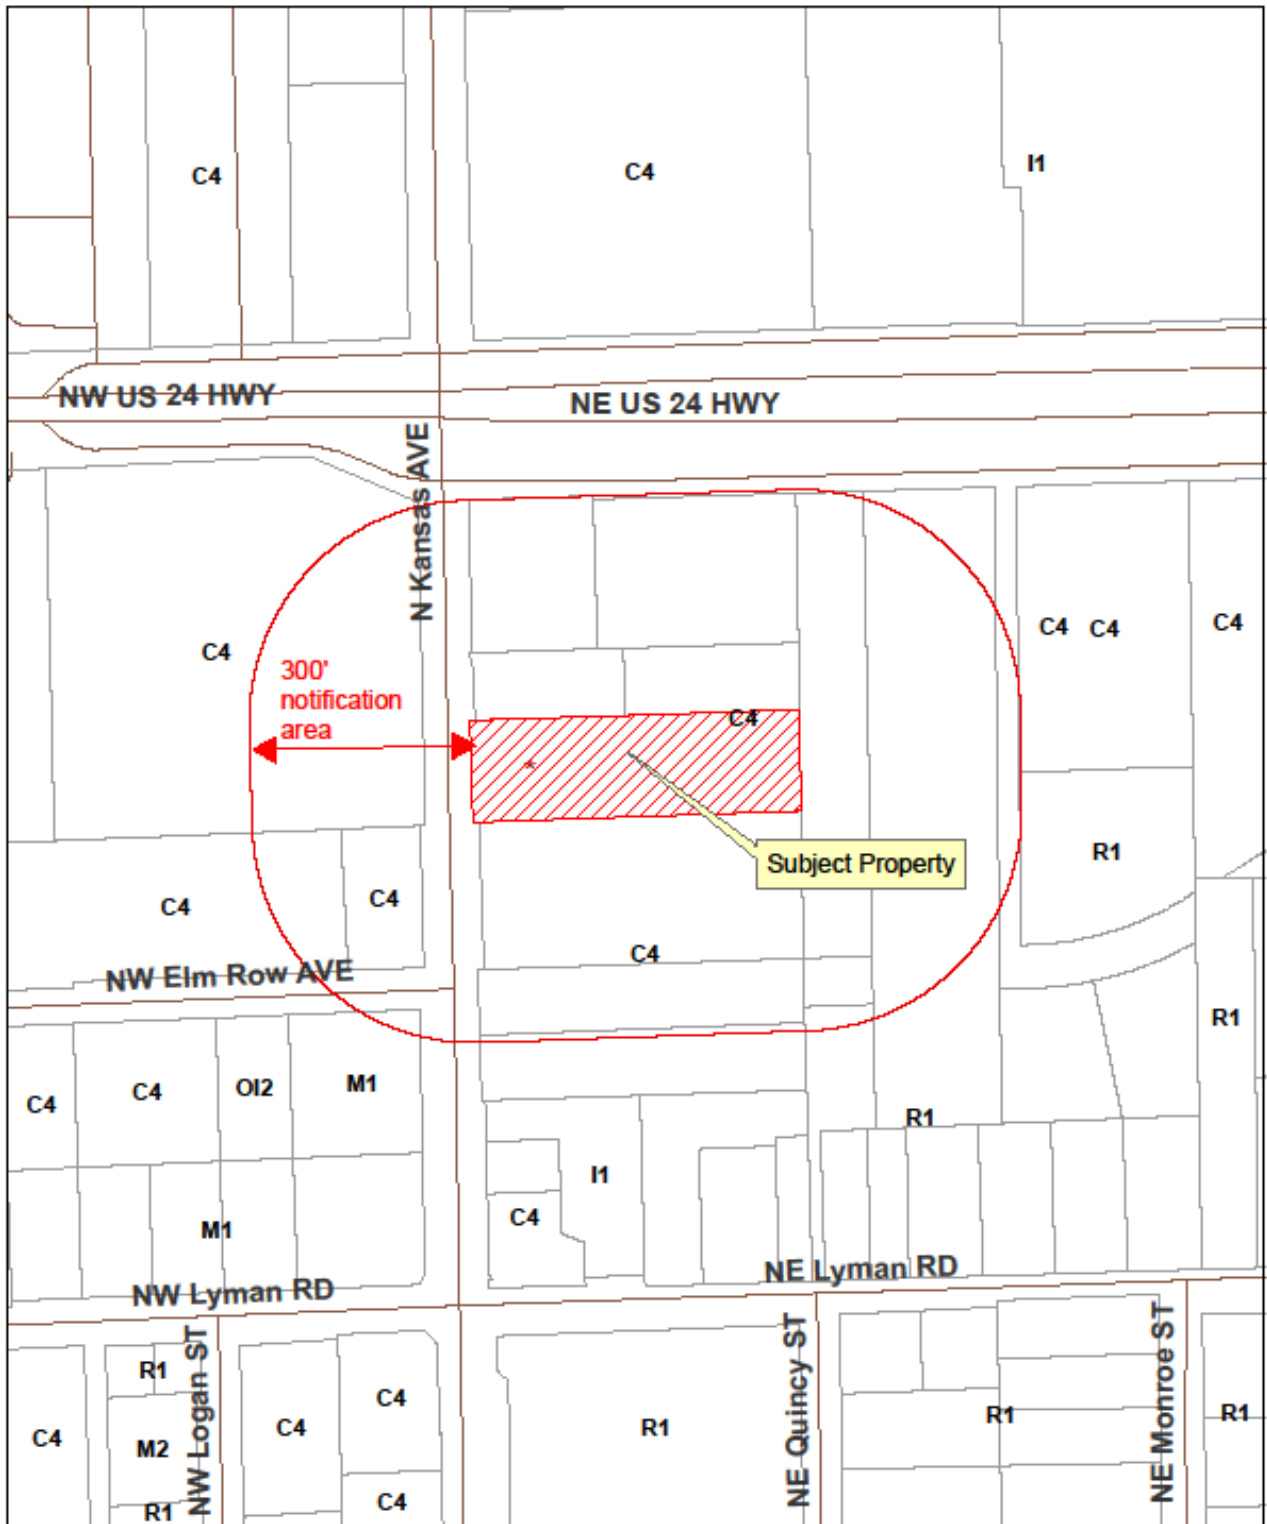 C4
C4
I1
NW US 24 HWY
NE US 24 HWY
N Kansas AVE
C4
C4
C4
C4
300'
notification
area
C4
Subject Property
R1
C4
C4
C4
NW Elm Row AVE
R1
C4
C4
OI2
M1
R1
I1
C4
M1
NW Lyman RD
NE Lyman RD
NW Logan ST
NE Quincy ST
NE Monroe ST
R1
C4
C4
C4
M2
R1
C4
R1
R1
R1